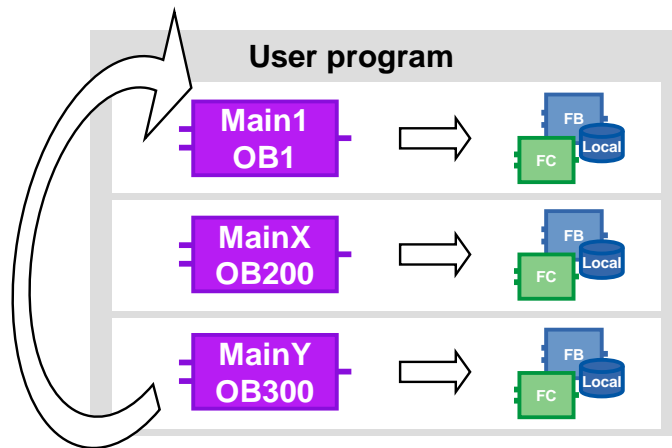 User program
Main1
OB1
FB
Local
FC
MainX
OB200
FB
Local
FC
MainY
OB300
FB
Local
FC